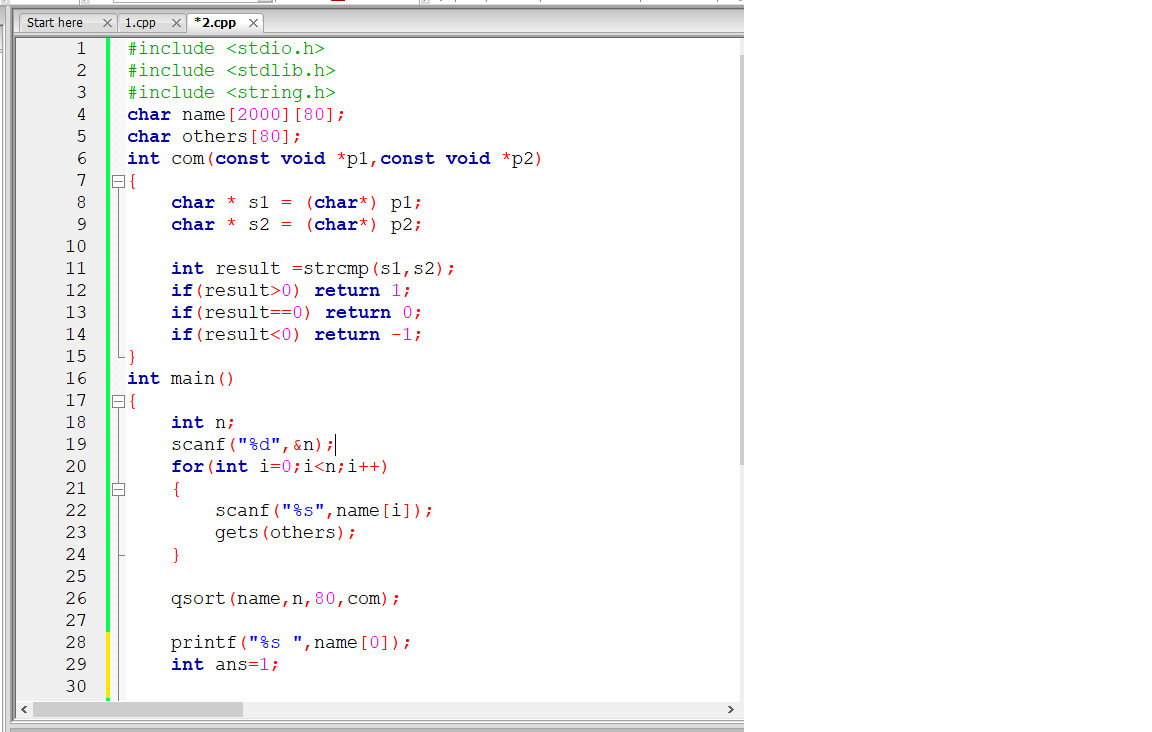 Start here 1.cpp *2.cpp
1 #include <stdio.h>
2 #include <stdlib.h>
3 #include <string.h>
4 char name[2000][80];
5 char others[80];
6 int com(const void *p1,const void *p2)
7 {
8 char * s1 = (char*) p1;
9 char * s2 = (char*) p2;
10
11 int result =strcmp(s1,s2);
12 if(result>0) return 1;
13 if(result==0) return 0;
14 if(result<0) return -1;
15 }
16 int main()
17 {
18 int n;
19 scanf("%d",&n);
20 for(int i=0;i<n;i++)
21 {
22 scanf("%s",name[i]);
23 gets(others);
24 }
25
26 qsort(name,n,80,com);
27
28 printf("%s ",name[0]);
29 int ans=1;
30